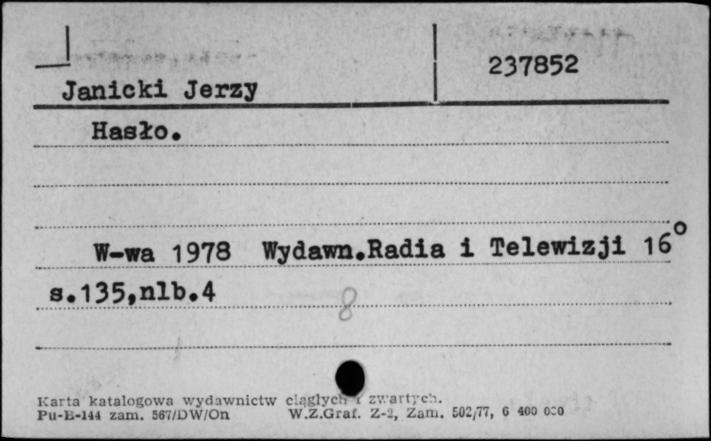 237852
Janicki Jerzy
Hasło.
W-wa 1978 Wydawn.Radia i Telewizji 16°
s.135,nlb.4
8
Karta katalogowa wydawnictw ciągłych i zwartych.
Pu-B-144 zam. 567/DW/On W.Z.Graf. Z-2, Zam. 502/77, 6 400 000